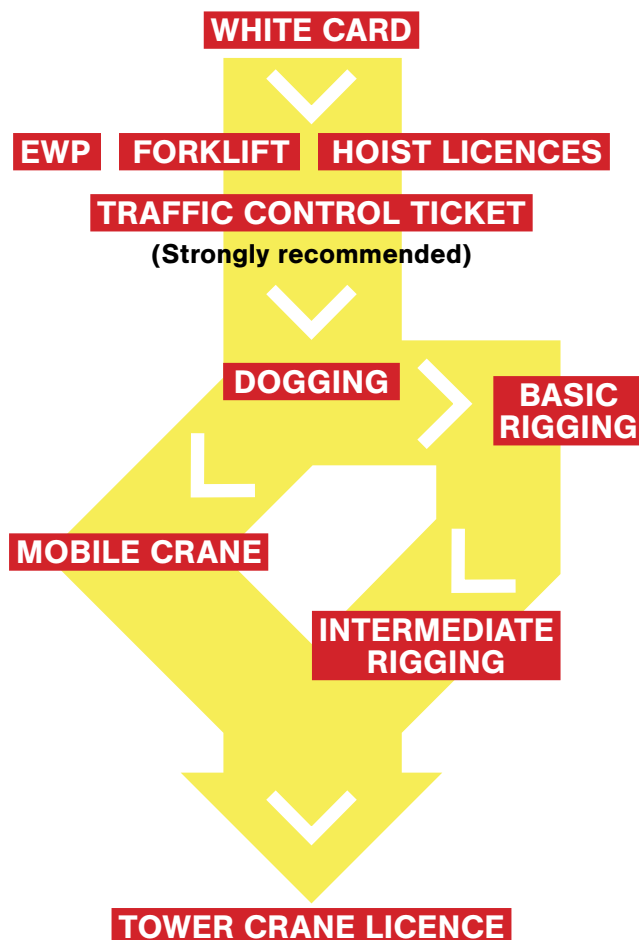 WHITE CARD
EWP FORKLIFT HOIST LICENCES
TRAFFIC CONTROL TICKET
(Strongly recommended)
DOGGING
BASIC
RIGGING
MOBILE CRANE
INTERMEDIATE
RIGGING
TOWER CRANE LICENCE